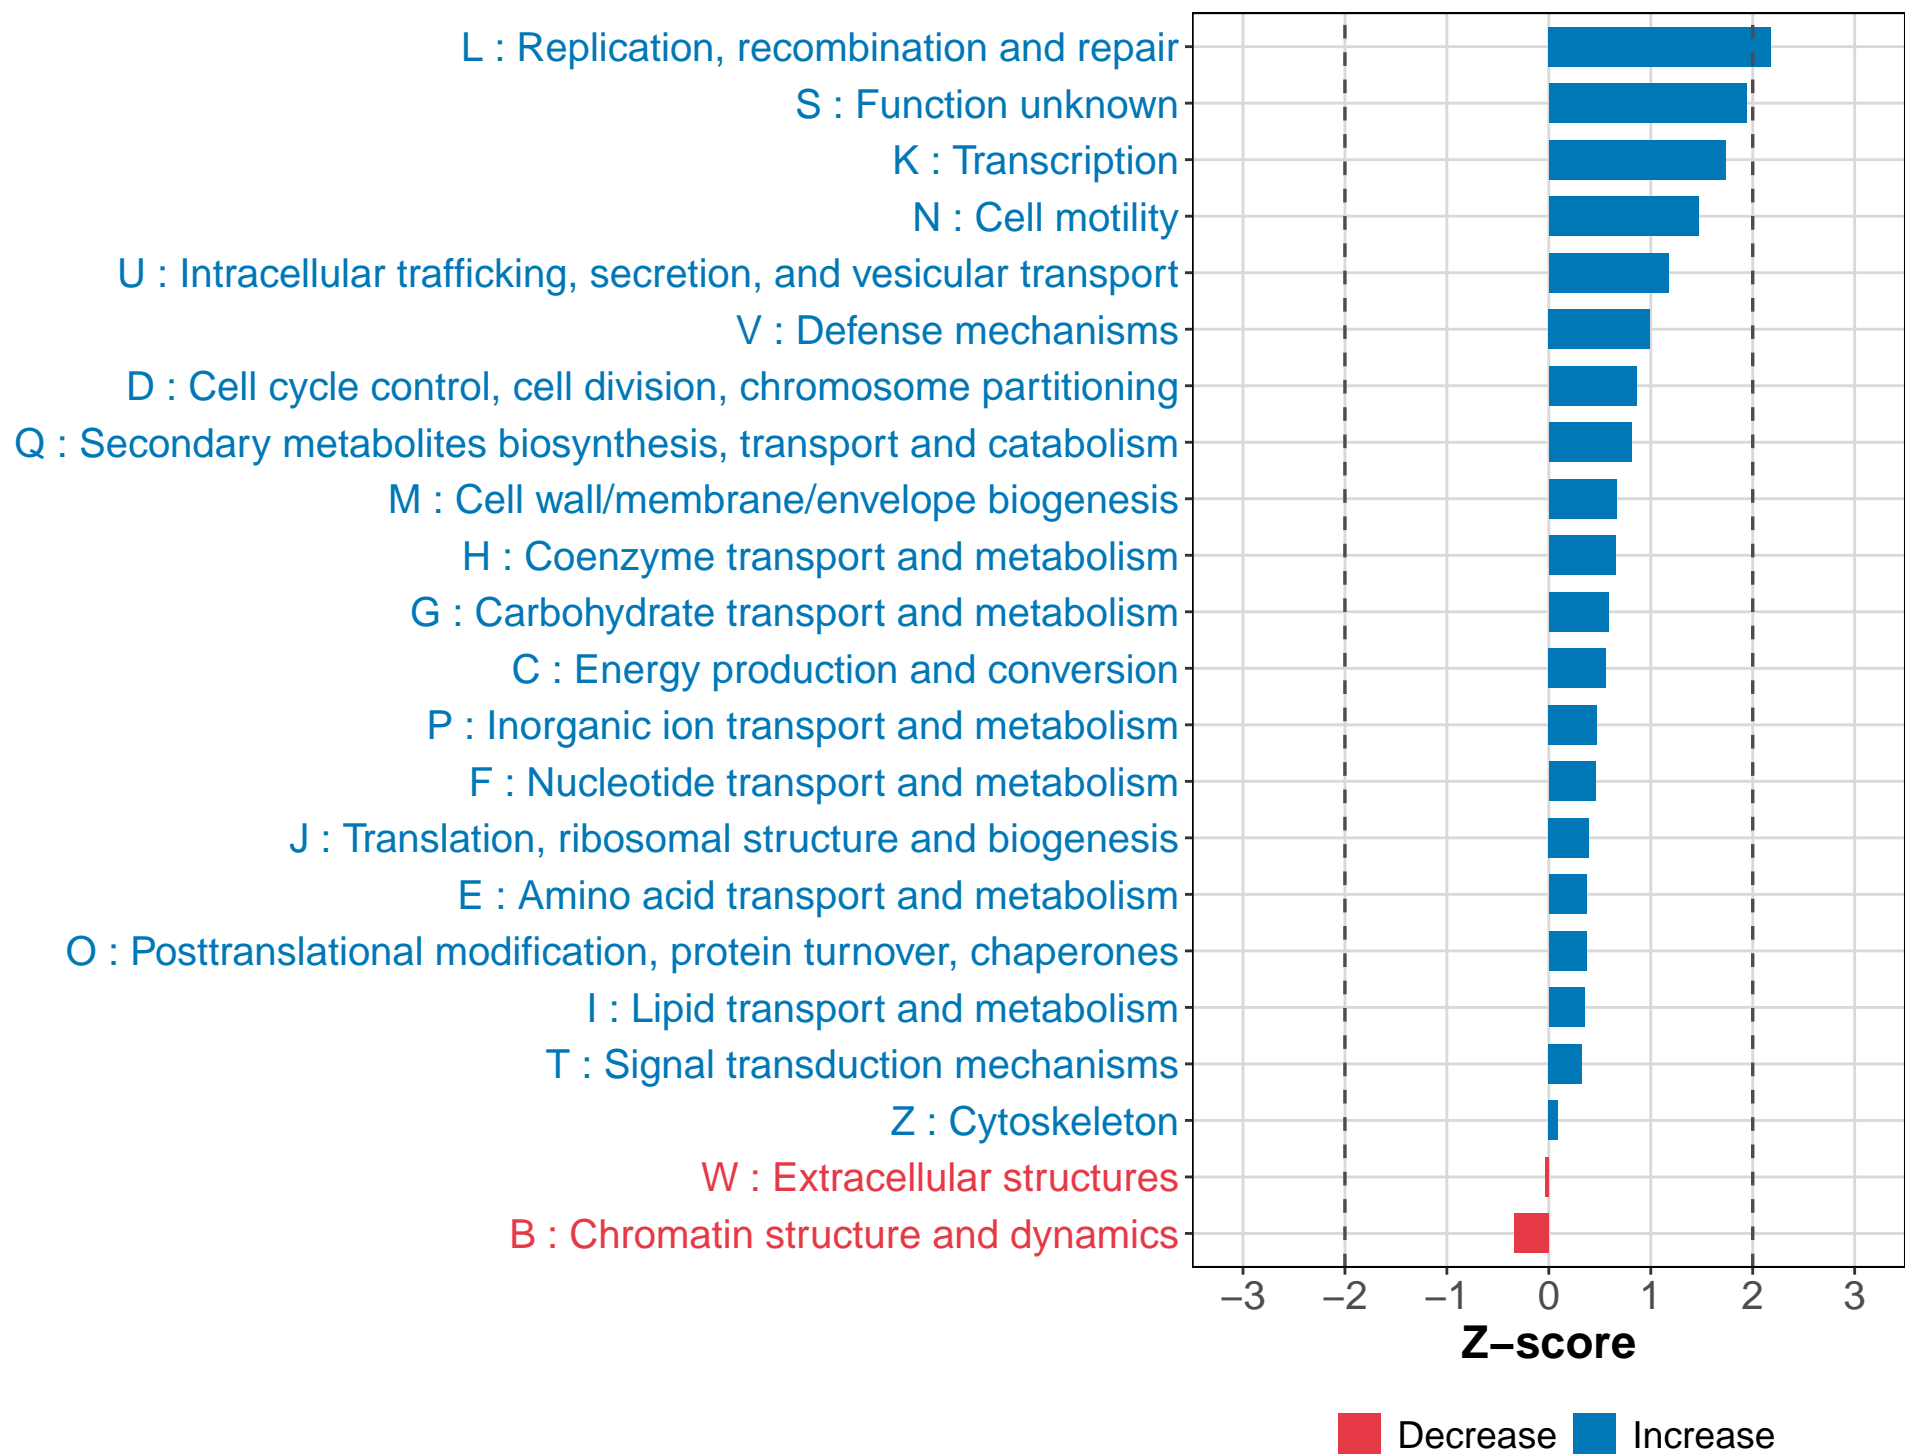 L : Replication, recombination and repair
S : Function unknown
K : Transcription
N : Cell motility
U : Intracellular trafficking, secretion, and vesicular transport
V : Defense mechanisms
D : Cell cycle control, cell division, chromosome partitioning
Q : Secondary metabolites biosynthesis, transport and catabolism
M : Cell wall/membrane/envelope biogenesis
H : Coenzyme transport and metabolism
G : Carbohydrate transport and metabolism
C : Energy production and conversion
P : Inorganic ion transport and metabolism
F : Nucleotide transport and metabolism
J : Translation, ribosomal structure and biogenesis
E : Amino acid transport and metabolism
O : Posttranslational modification, protein turnover, chaperones
I : Lipid transport and metabolism
T : Signal transduction mechanisms
Z : Cytoskeleton
W : Extracellular structures
B : Chromatin structure and dynamics
−3 −2 −1 0 1 2 3
Z−score
Decrease Increase